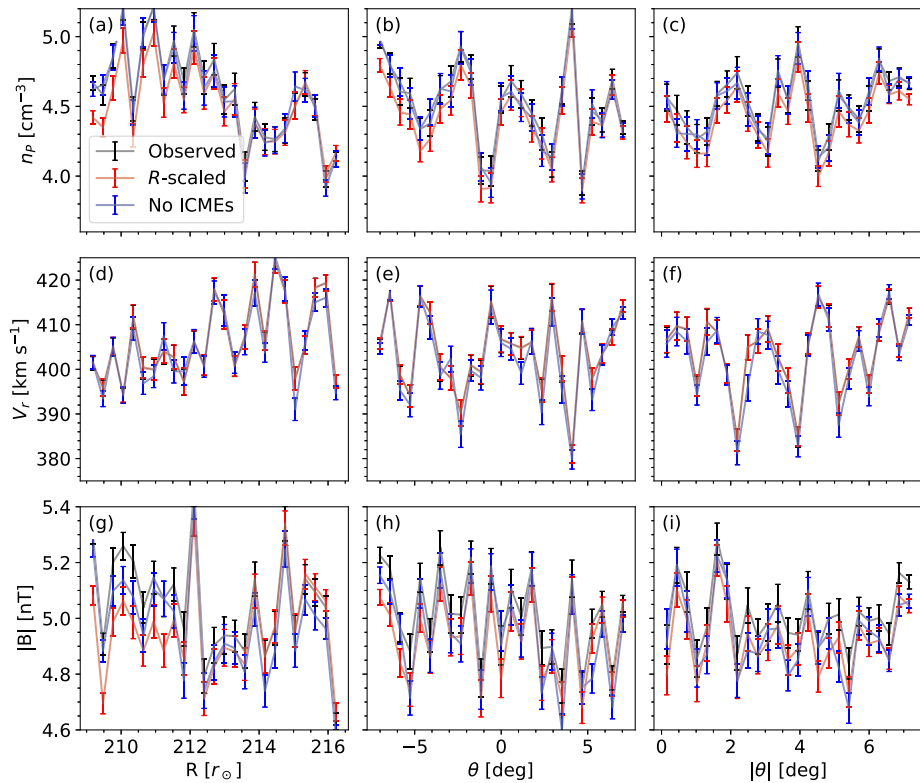 (a) (b) (c)
5.0
4.5
4.0
n_P [cm⁻³]
Observed
R-scaled
No ICMEs
(d) (e) (f)
420
410
400
390
380
V_r [km s⁻¹]
(g) (h) (i)
5.4
5.2
5.0
4.8
4.6
|B| [nT]
210 212 214 216 −5 0 5 0 2 4 6
R [r_⊙] θ [deg] |θ| [deg]